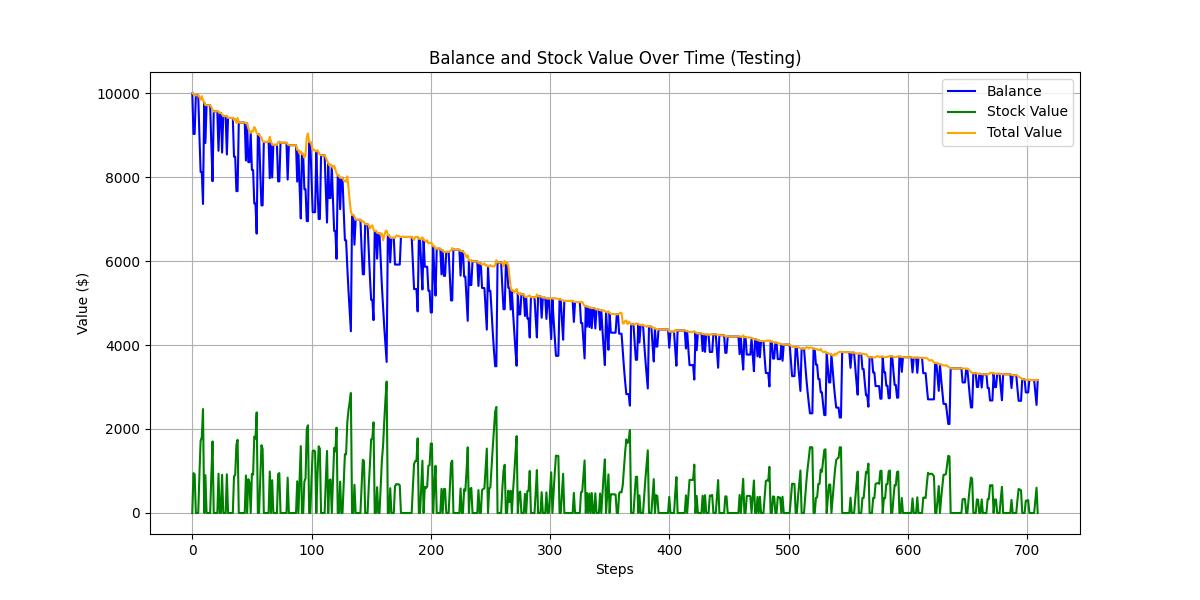 Balance and Stock Value Over Time (Testing)
Balance
Stock Value
Total Value
Value ($)
10000
8000
6000
4000
2000
0
0 100 200 300 400 500 600 700
Steps